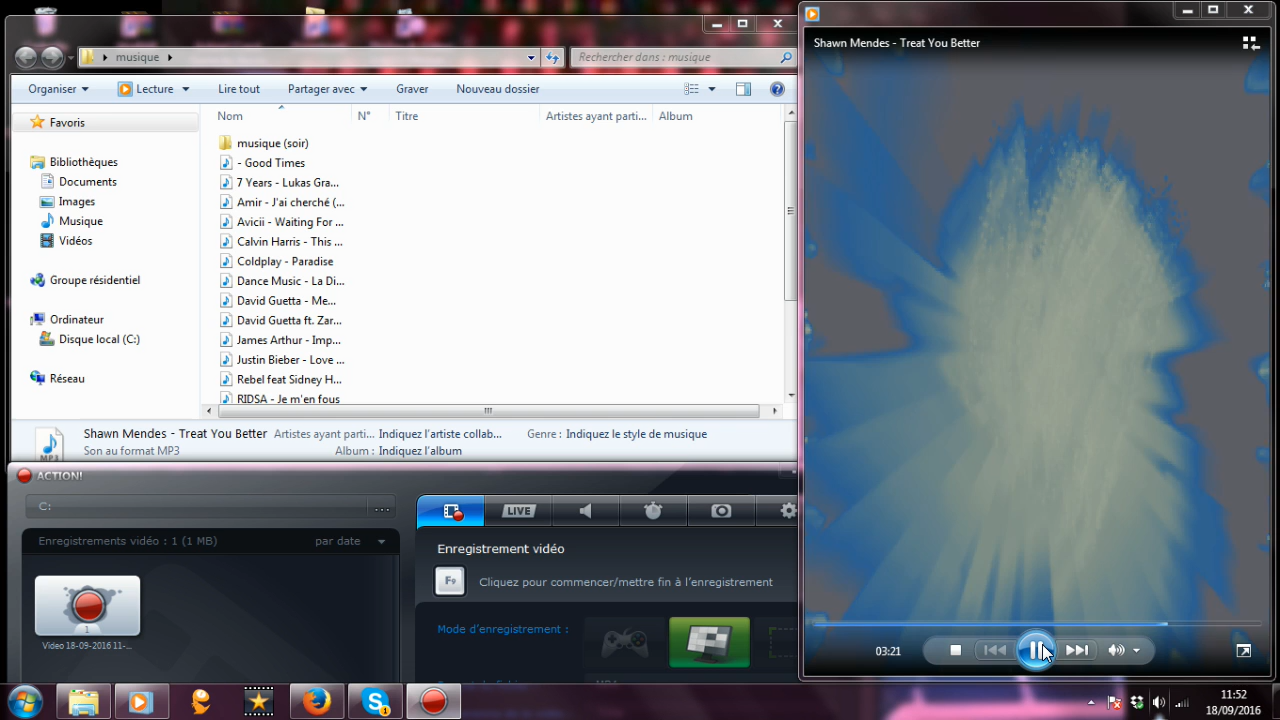 musique
Rechercher dans : musique
Organiser
Lecture
Lire tout
Partager avec
Graver
Nouveau dossier
Favoris
Bibliothèques
Documents
Images
Musique
Vidéos
Groupe résidentiel
Ordinateur
Disque local (C:)
Réseau
Nom
N°
Titre
Artistes ayant parti...
Album
musique (soir)
- Good Times
7 Years - Lukas Gra...
Amir - J'ai cherché (...
Avicii - Waiting For ...
Calvin Harris - This ...
Coldplay - Paradise
Dance Music - La Di...
David Guetta - Me...
David Guetta ft. Zar...
James Arthur - Imp...
Justin Bieber - Love ...
Rebel feat Sidney H...
RIDSA - Je m'en fous
Shawn Mendes - Treat You Better
Artistes ayant parti... Indiquez l'artiste collab...
Genre : Indiquez le style de musique
MP3
Son au format MP3
Album : Indiquez l'album
ACTION!
C:
...
Enregistrements vidéo : 1 (1 MB)
par date
1
Video 18-09-2016 11-...
LIVE
Enregistrement vidéo
F9
Cliquez pour commencer/mettre fin à l'enregistrement
Mode d'enregistrement :
Shawn Mendes - Treat You Better
03:21
1
11:52
18/09/2016